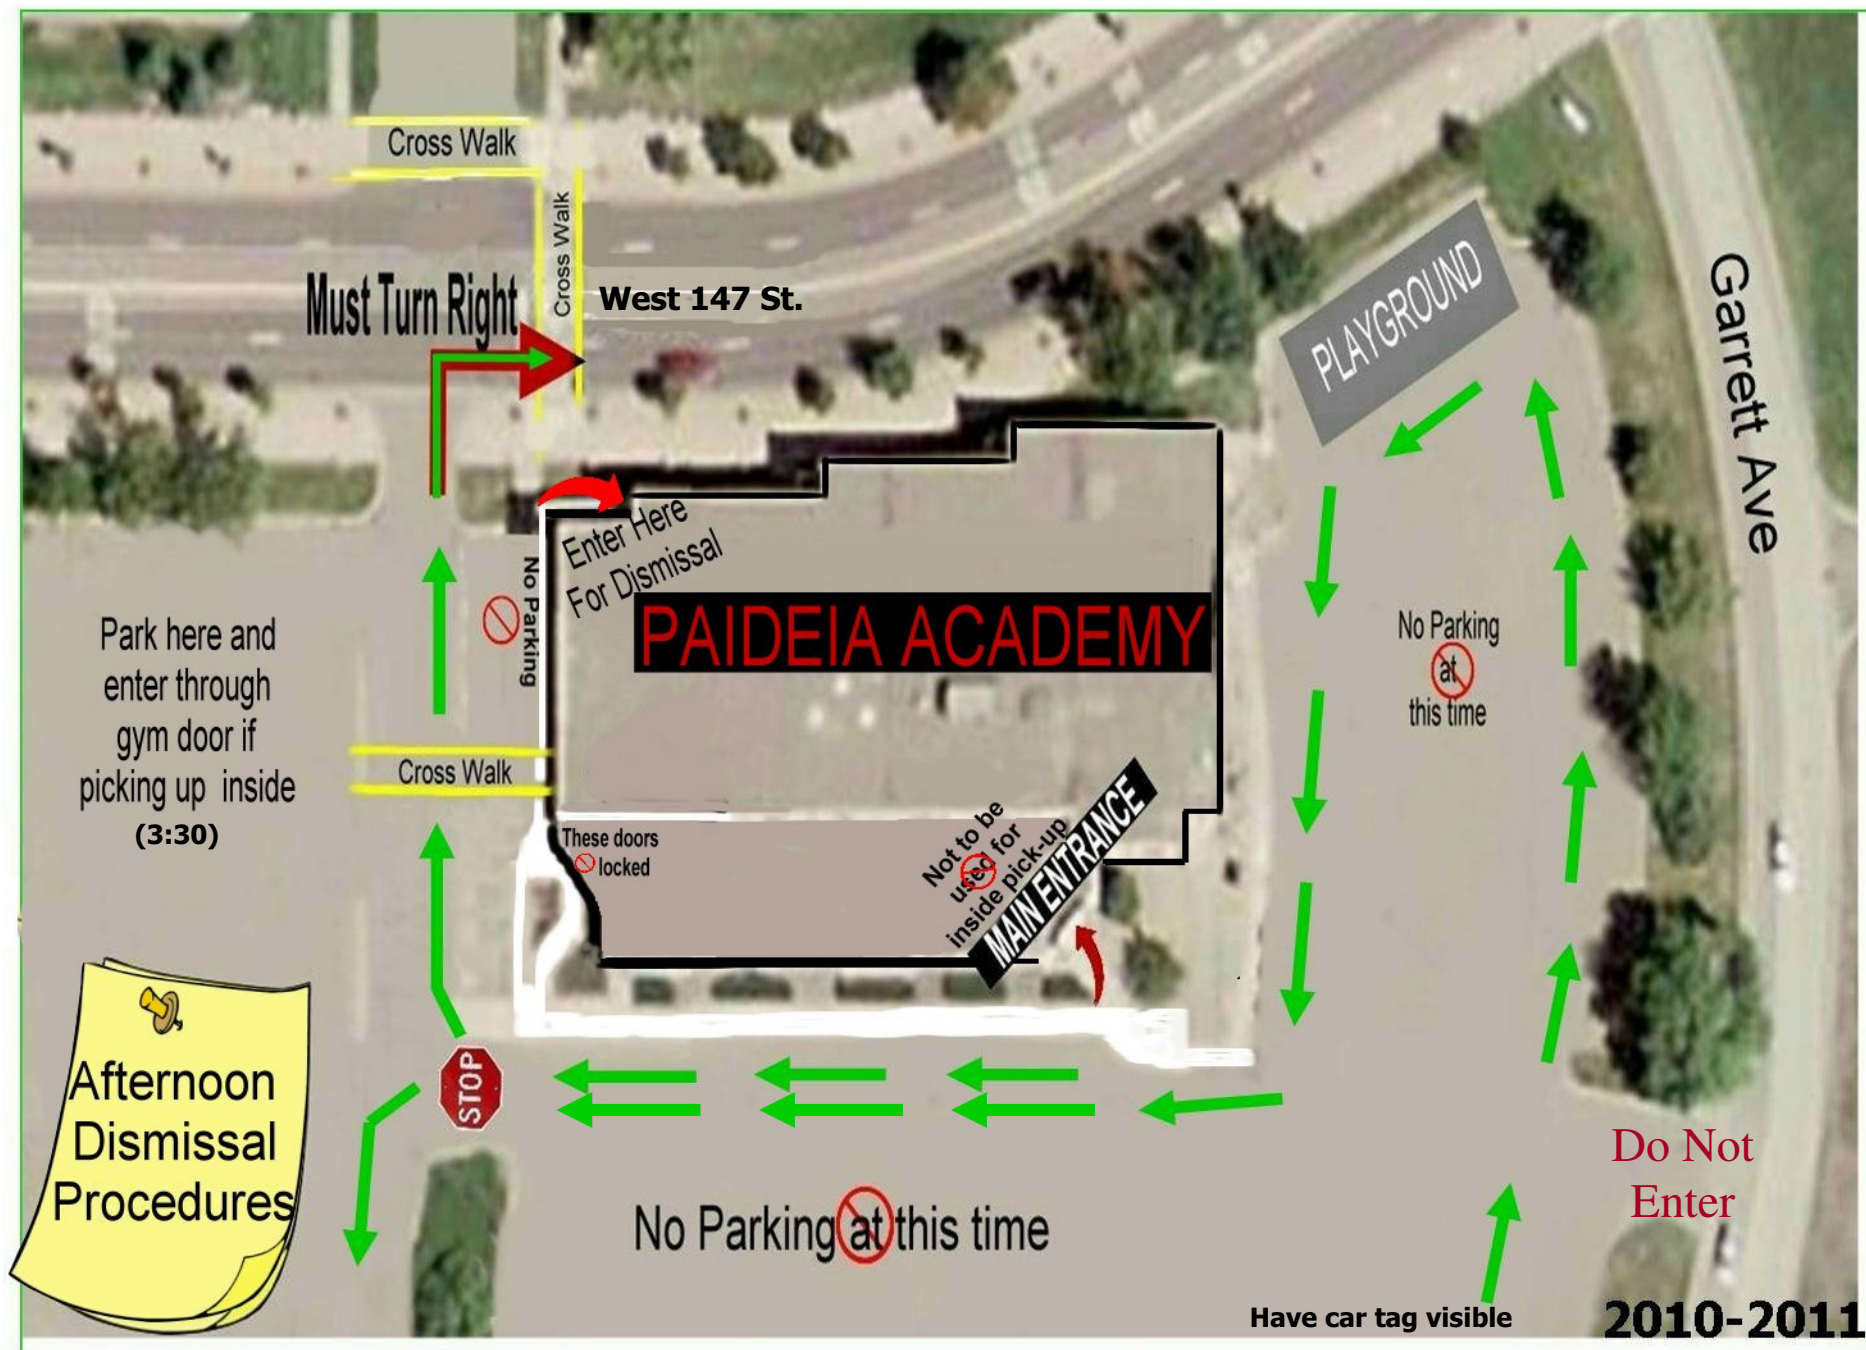 Cross Walk
Cross Walk
Must Turn Right
West 147 St.
PLAYGROUND
Garrett Ave
Enter Here
For Dismissal
No Parking
PAIDEIA ACADEMY
Park here and
enter through
gym door if
picking up inside
(3:30)
No Parking
at
this time
Cross Walk
These doors
locked
Not to be
used for
inside pick-up
MAIN ENTRANCE
STOP
Afternoon
Dismissal
Procedures
Do Not
Enter
No Parking at this time
Have car tag visible
2010-2011